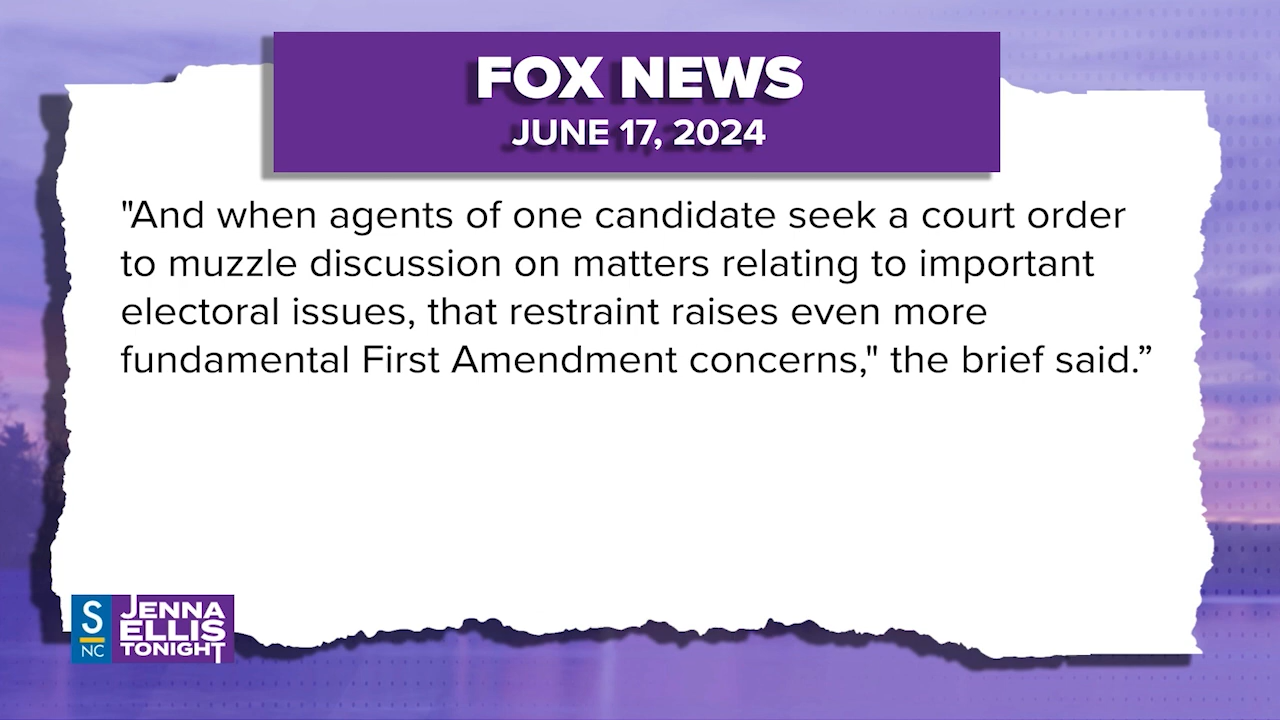 FOX NEWS
JUNE 17, 2024
"And when agents of one candidate seek a court order
to muzzle discussion on matters relating to important
electoral issues, that restraint raises even more
fundamental First Amendment concerns," the brief said.”
S
NC
JENNA
ELLIS
TONIGHT